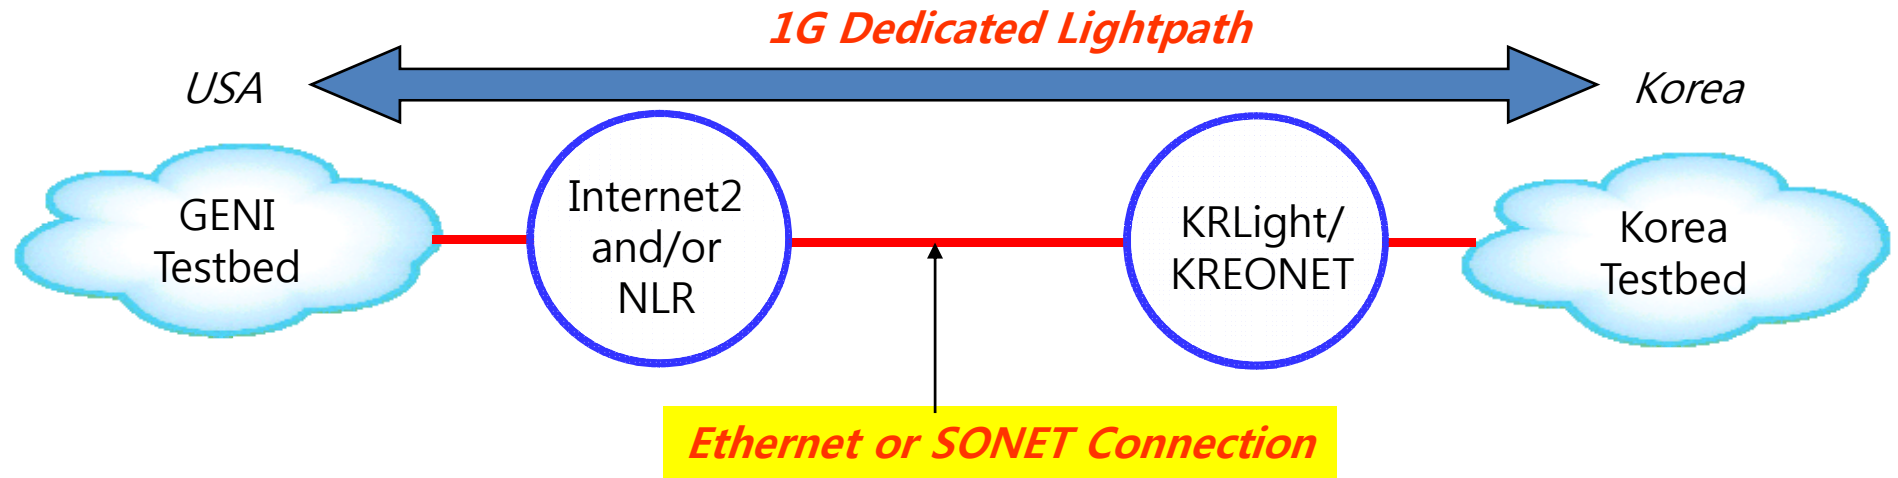 1G Dedicated Lightpath
USA
Korea
GENI
Testbed
Internet2
and/or
NLR
KRLight/
KREONET
Korea
Testbed
Ethernet or SONET Connection